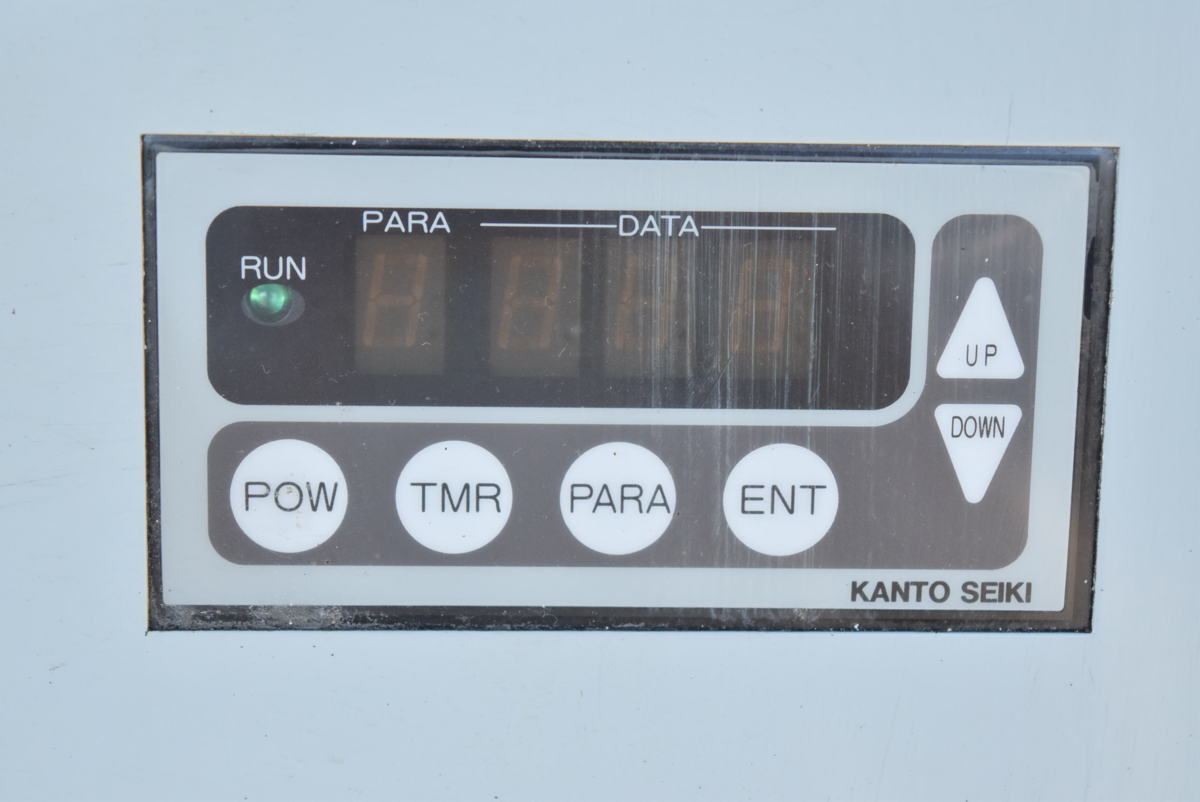 PARA DATA
RUN
UP
DOWN
POW TMR PARA ENT
KANTO SEIKI